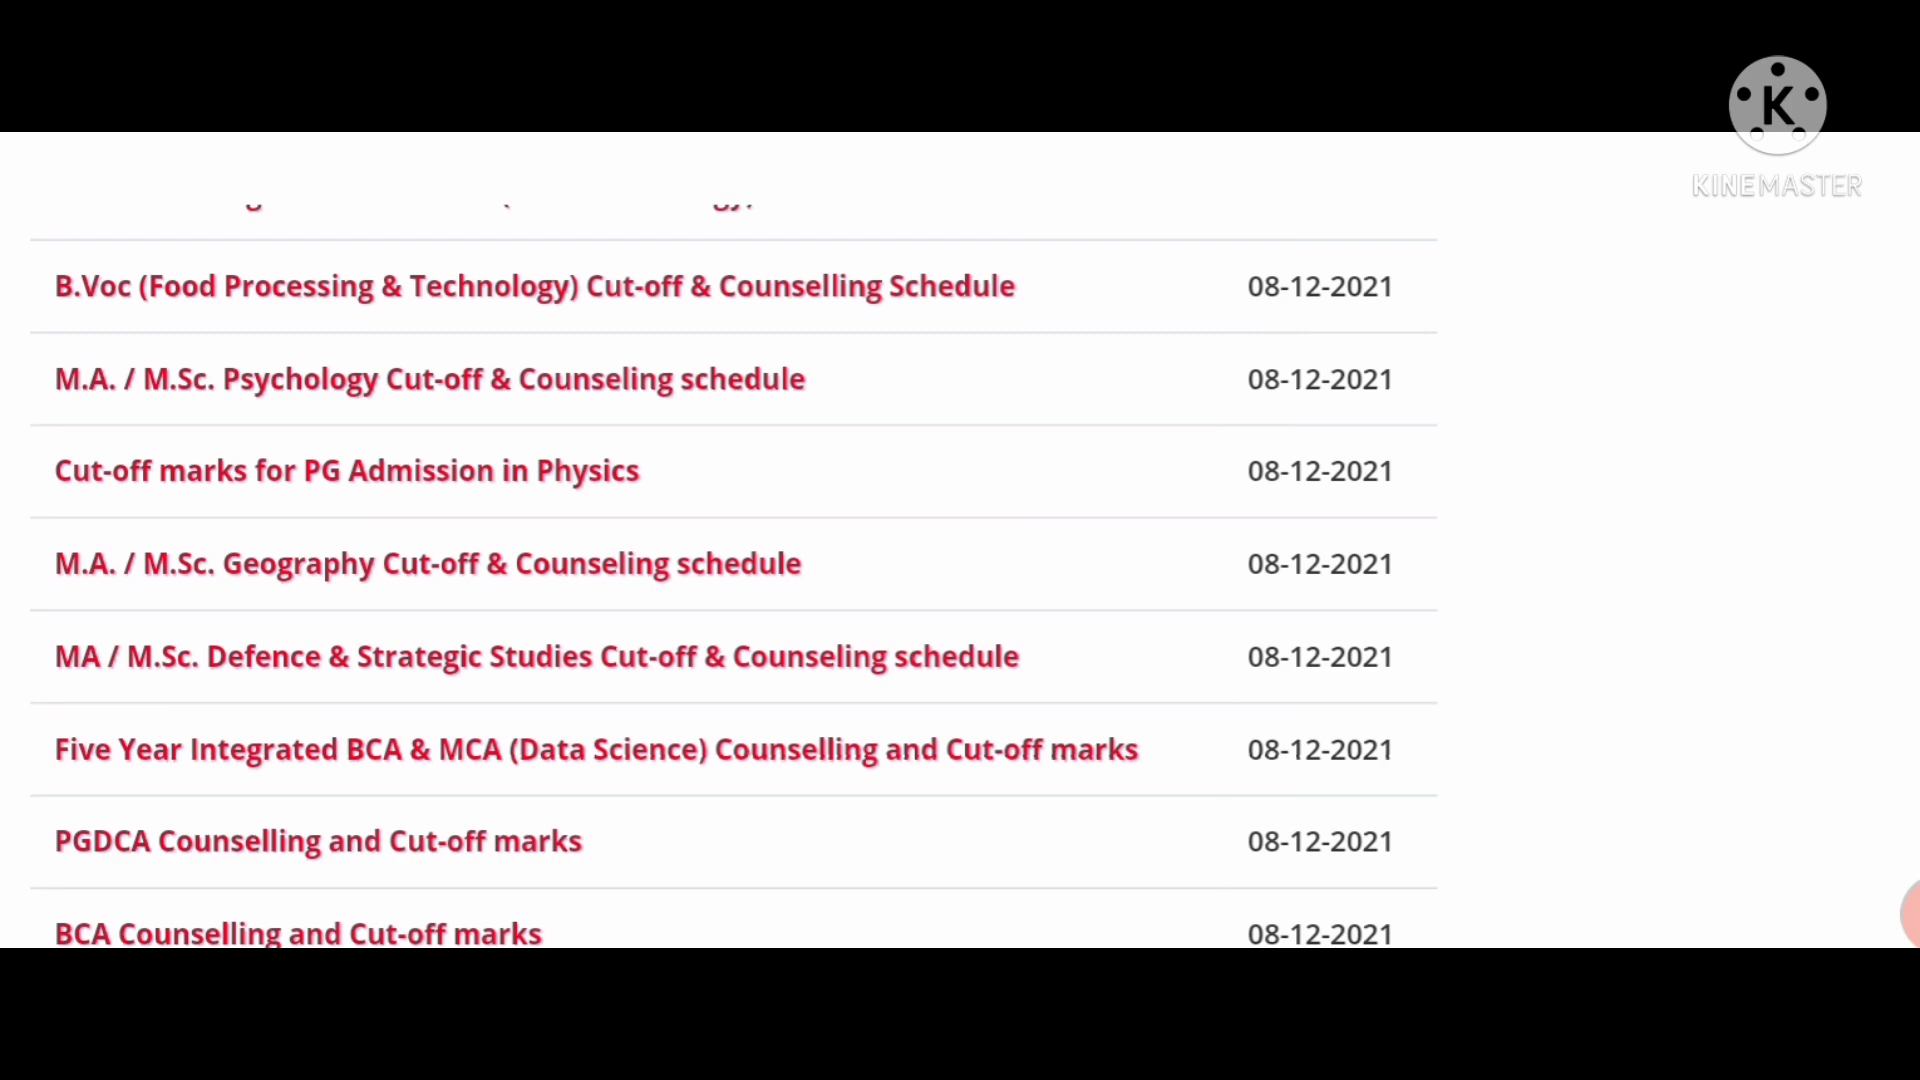 K
KINEMASTER
B.Voc (Food Processing & Technology) Cut-off & Counselling Schedule 08-12-2021
M.A. / M.Sc. Psychology Cut-off & Counseling schedule 08-12-2021
Cut-off marks for PG Admission in Physics 08-12-2021
M.A. / M.Sc. Geography Cut-off & Counseling schedule 08-12-2021
MA / M.Sc. Defence & Strategic Studies Cut-off & Counseling schedule 08-12-2021
Five Year Integrated BCA & MCA (Data Science) Counselling and Cut-off marks 08-12-2021
PGDCA Counselling and Cut-off marks 08-12-2021
BCA Counselling and Cut-off marks 08-12-2021